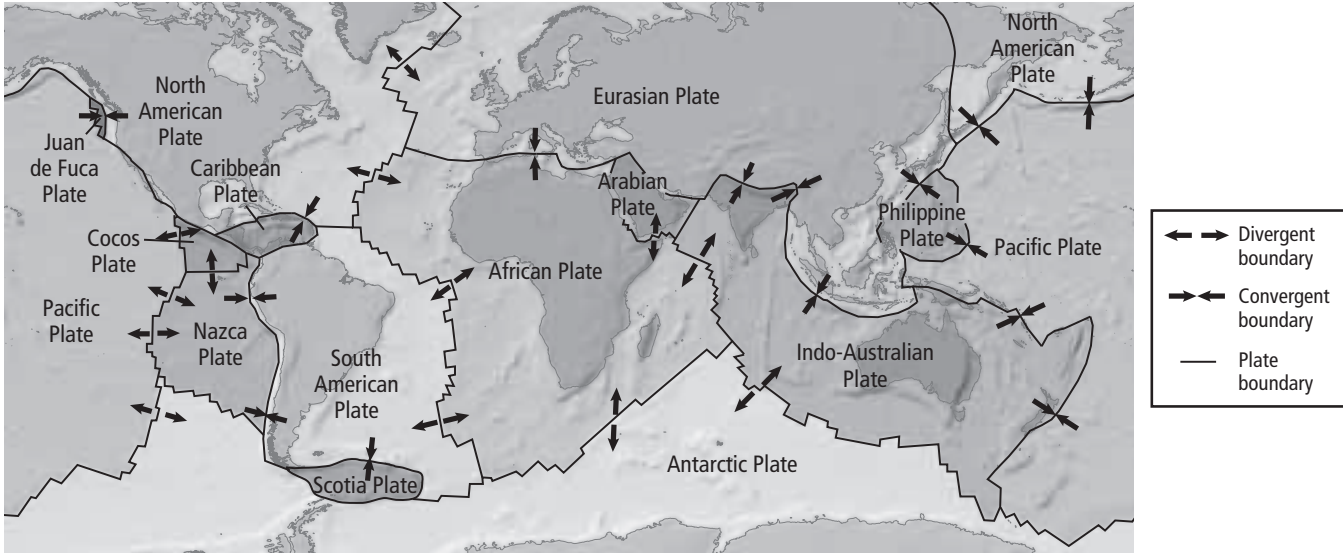 North
American
Plate
Juan
de Fuca
Plate
Caribbean
Plate
Cocos
Plate
Pacific
Plate
Nazca
Plate
South
American
Plate
Scotia Plate
Eurasian Plate
Arabian
Plate
African Plate
Antarctic Plate
Indo-Australian
Plate
Philippine
Plate
Pacific Plate
North
American
Plate
Divergent
boundary
Convergent
boundary
Plate
boundary